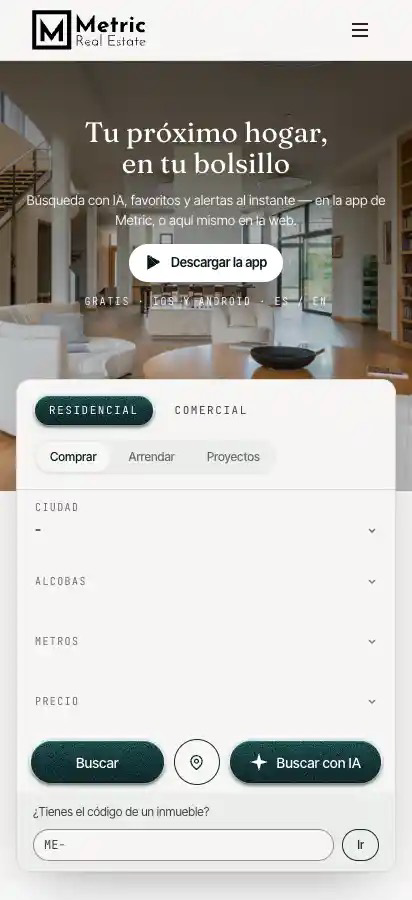 M Metric
Real Estate
Tu próximo hogar,
en tu bolsillo
Búsqueda con IA, favoritos y alertas al instante — en la app de
Metric, o aquí mismo en la web.
Descargar la app
GRATIS · IOS Y ANDROID · ES / EN
RESIDENCIAL COMERCIAL
Comprar Arrendar Proyectos
CIUDAD
-
ALCOBAS
METROS
PRECIO
Buscar Buscar con IA
¿Tienes el código de un inmueble?
ME- Ir